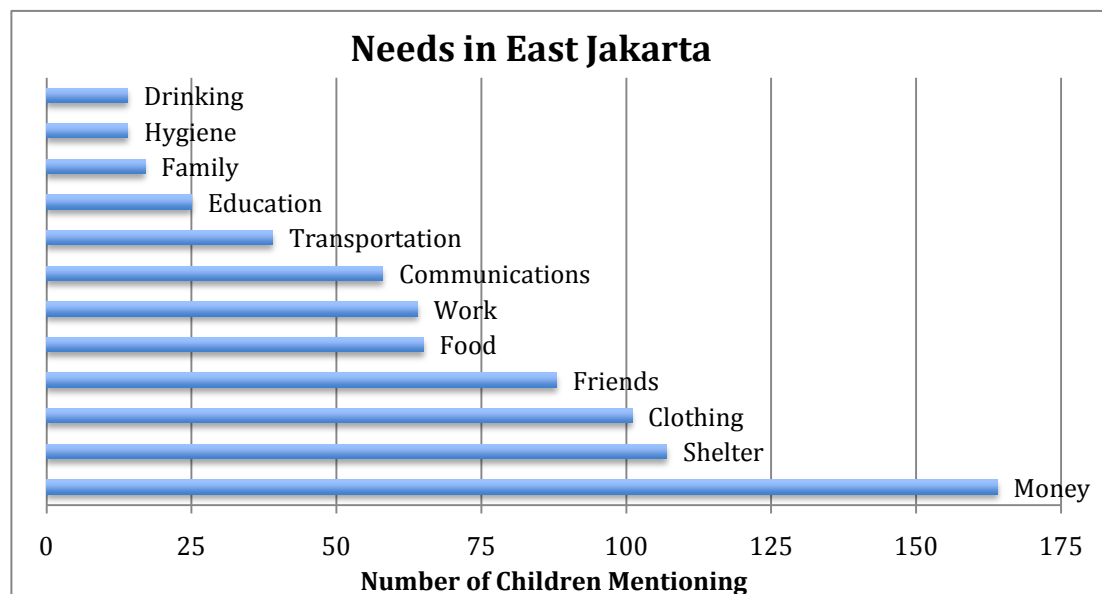 Needs in East Jakarta
Drinking
Hygiene
Family
Education
Transportation
Communications
Work
Food
Friends
Clothing
Shelter
Money
0 25 50 75 100 125 150 175
Number of Children Mentioning